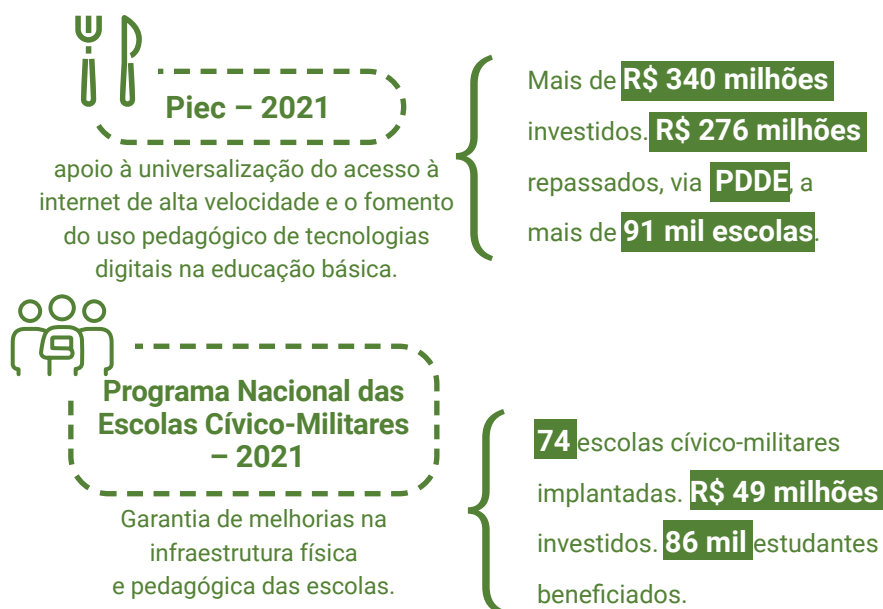 Piec – 2021
apoio à universalização do acesso à
internet de alta velocidade e o fomento
do uso pedagógico de tecnologias
digitais na educação básica.
Mais de R$ 340 milhões
investidos. R$ 276 milhões
repassados, via PDDE, a
mais de 91 mil escolas.
Programa Nacional das
Escolas Cívico-Militares
– 2021
Garantia de melhorias na
infraestrutura física
e pedagógica das escolas.
74 escolas cívico-militares
implantadas. R$ 49 milhões
investidos. 86 mil estudantes
beneficiados.